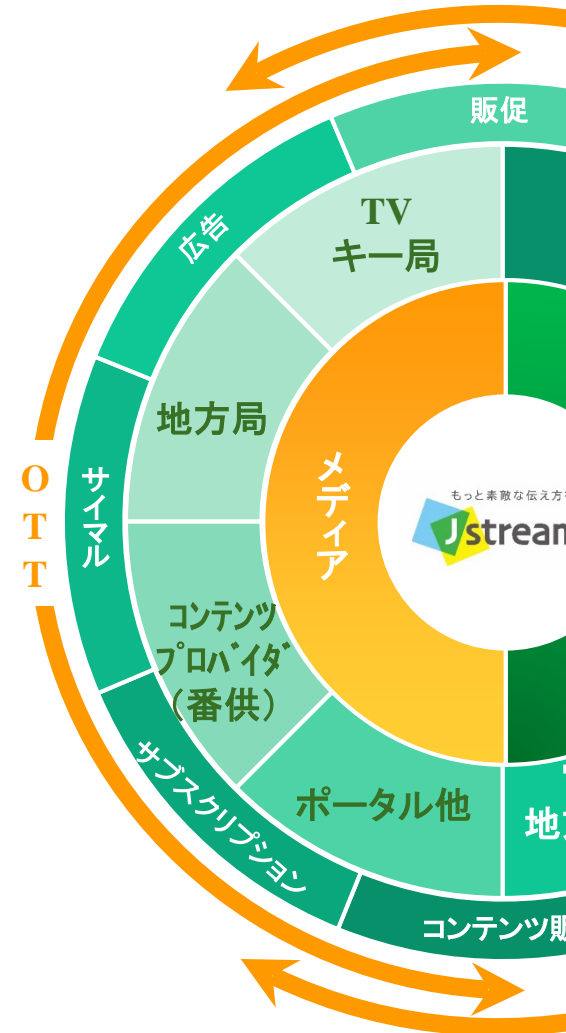 販促
TV
キー局
広告
地方局
メディア
O
T
T
サイマル
もっと素敵な伝え方
Jstream
コンテンツ
プロバイダ
(番供)
サブスクリプション
ポータル他
地方
コンテンツ販